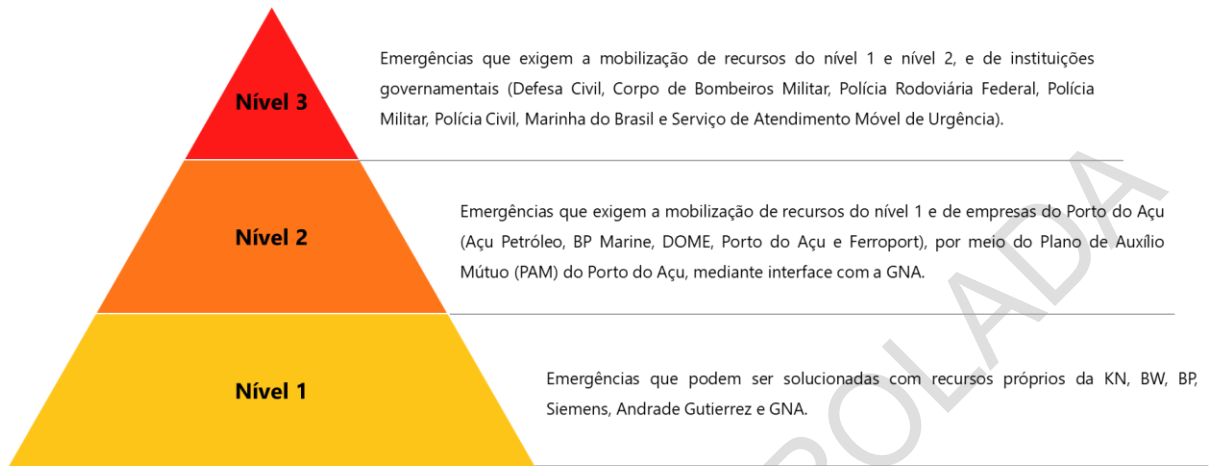 Emergências que exigem a mobilização de recursos do nível 1 e nível 2, e de instituições
governamentais (Defesa Civil, Corpo de Bombeiros Militar, Polícia Rodoviária Federal, Polícia
Militar, Polícia Civil, Marinha do Brasil e Serviço de Atendimento Móvel de Urgência).
Nível 3
Emergências que exigem a mobilização de recursos do nível 1 e de empresas do Porto do Açu
(Açu Petróleo, BP Marine, DOME, Porto do Açu e Ferroport), por meio do Plano de Auxílio
Mútuo (PAM) do Porto do Açu, mediante interface com a GNA.
Nível 2
Emergências que podem ser solucionadas com recursos próprios da KN, BW, BP,
Siemens, Andrade Gutierrez e GNA.
Nível 1
OLADA